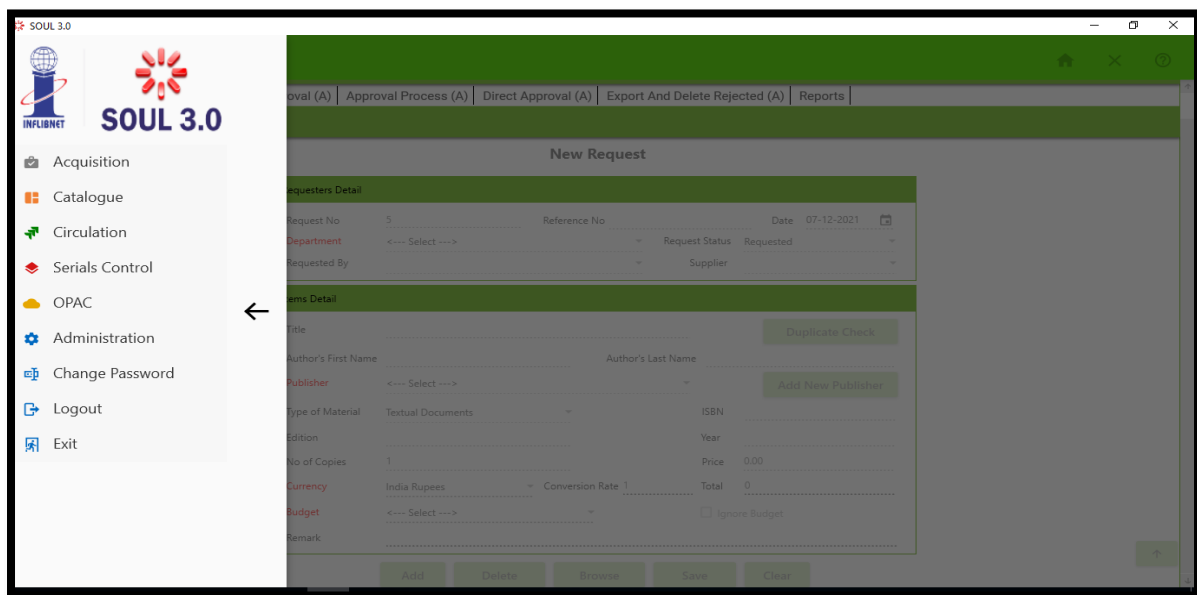 SOUL 3.0
INFLIBNET
SOUL 3.0
Acquisition
Catalogue
Circulation
Serials Control
OPAC
Administration
Change Password
Logout
Exit
oval (A) Approval Process (A) Direct Approval (A) Export And Delete Rejected (A) Reports
New Request
equesters Detail
Request No 5 Reference No Date 07-12-2021
Department <--- Select ---> Request Status Requested
Requested By Supplier
ems Detail
Title Duplicate Check
Author's First Name Author's Last Name
Publisher <--- Select ---> Add New Publisher
Type of Material Textual Documents ISBN
Edition Year
No of Copies 1 Price 0.00
Currency India Rupees Conversion Rate 1 Total 0
Budget <--- Select ---> Ignore Budget
Remark
Add Delete Browse Save Clear